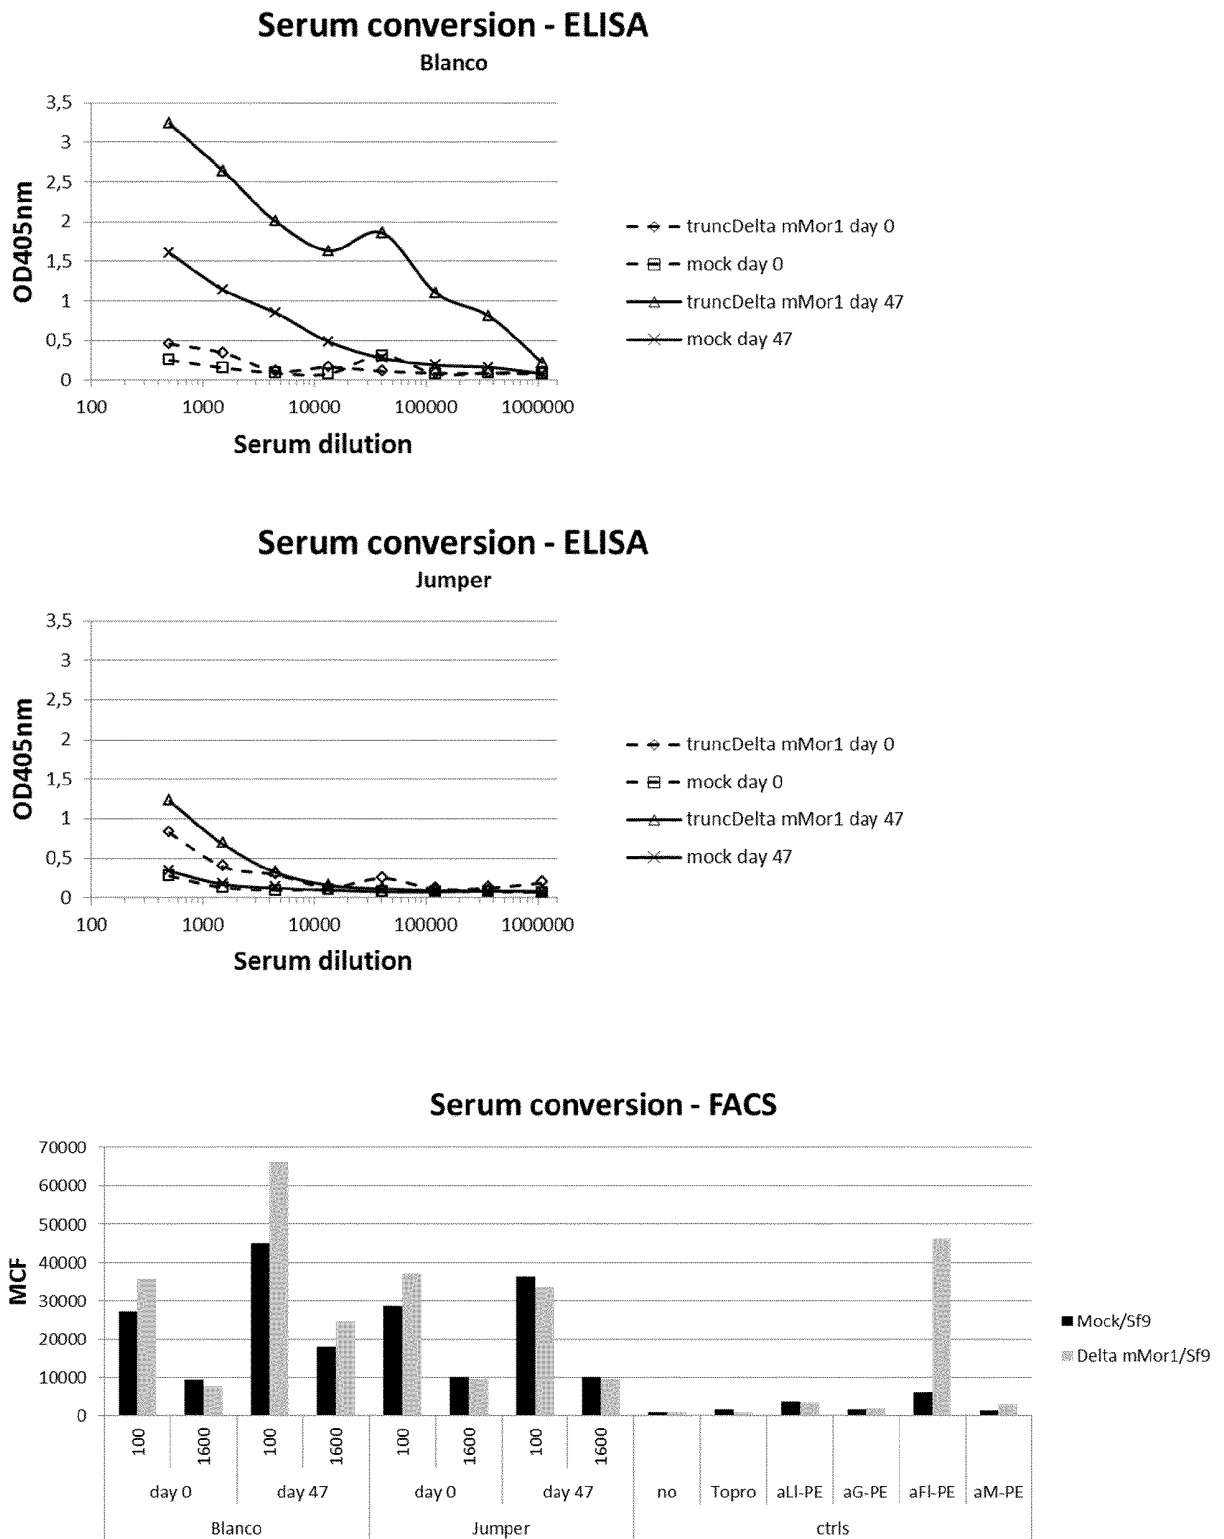 Serum conversion - ELISA
Blanco
3,5
3
2,5
2
1,5
1
0,5
0
OD405nm
100 1000 10000 100000 1000000
Serum dilution
truncDelta mMor1 day 0
mock day 0
truncDelta mMor1 day 47
mock day 47
Serum conversion - ELISA
Jumper
3,5
3
2,5
2
1,5
1
0,5
0
OD405nm
100 1000 10000 100000 1000000
Serum dilution
truncDelta mMor1 day 0
mock day 0
truncDelta mMor1 day 47
mock day 47
Serum conversion - FACS
70000
60000
50000
40000
30000
20000
10000
0
MCF
100 1600 100 1600 100 1600 100 1600
day 0 day 47 day 0 day 47 no Topro aLl-PE aG-PE aFl-PE aM-PE
Blanco Jumper ctrls
Mock/Sf9
Delta mMor1/Sf9